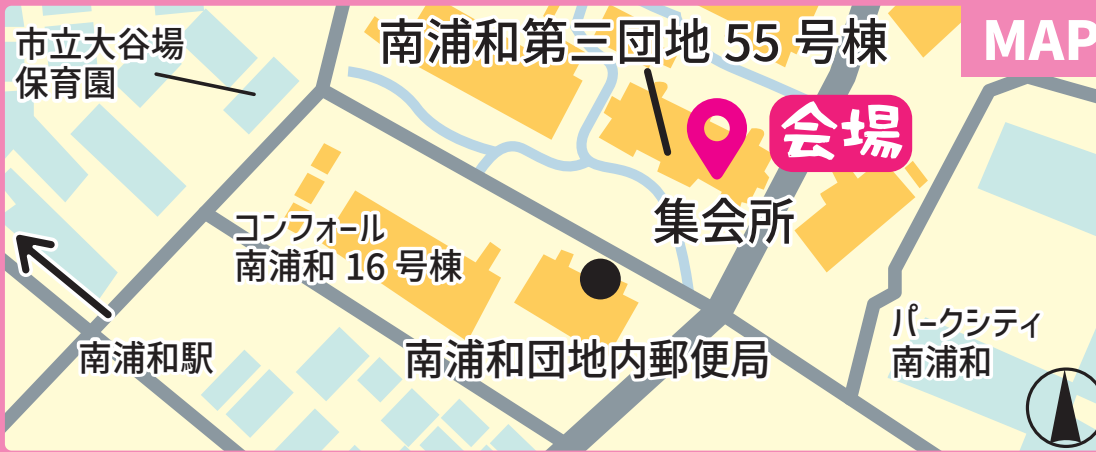 市立大谷場
保育園
南浦和第三団地 55 号棟
MAP
会場
集会所
コンフォール
南浦和 16 号棟
南浦和駅
南浦和団地内郵便局
パークシティ
南浦和